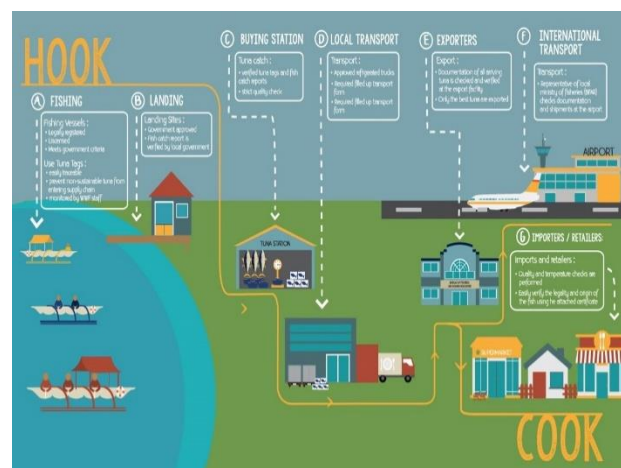 HOOK
A FISHING
Fishing Vessels :
• Legally registered
• Licensed
• Meets government criteria
Use Tuna Tags :
• easily traceable
• prevent non-sustainable tuna from
entering supply chain
• monitored by WWF staff
B LANDING
Landing Sites :
• Government approved
• Fish catch report is
verified by local government
C BUYING STATION
Tuna catch :
• verified tuna tags and fish
catch reports
• strict quality check
D LOCAL TRANSPORT
Transport :
• Approved refrigerated trucks
• Required filled up transport
form
• Required filled up transport
form
E EXPORTERS
Export :
• Documentation of all arriving
tuna is checked and verified
at the export facility
• Only the best tuna are exported
F INTERNATIONAL
TRANSPORT
Transport :
• Representative of local
ministry of fisheries (BFAR)
checks documentation
and shipments at the airport
AIRPORT
TUNA STATION
G IMPORTERS / RETAILERS
Imports and retailers :
• Quality and temperature checks are
performed
• Easily verify the legality and origin of
the fish using he attached certificate
SUPERMARKET
COOK